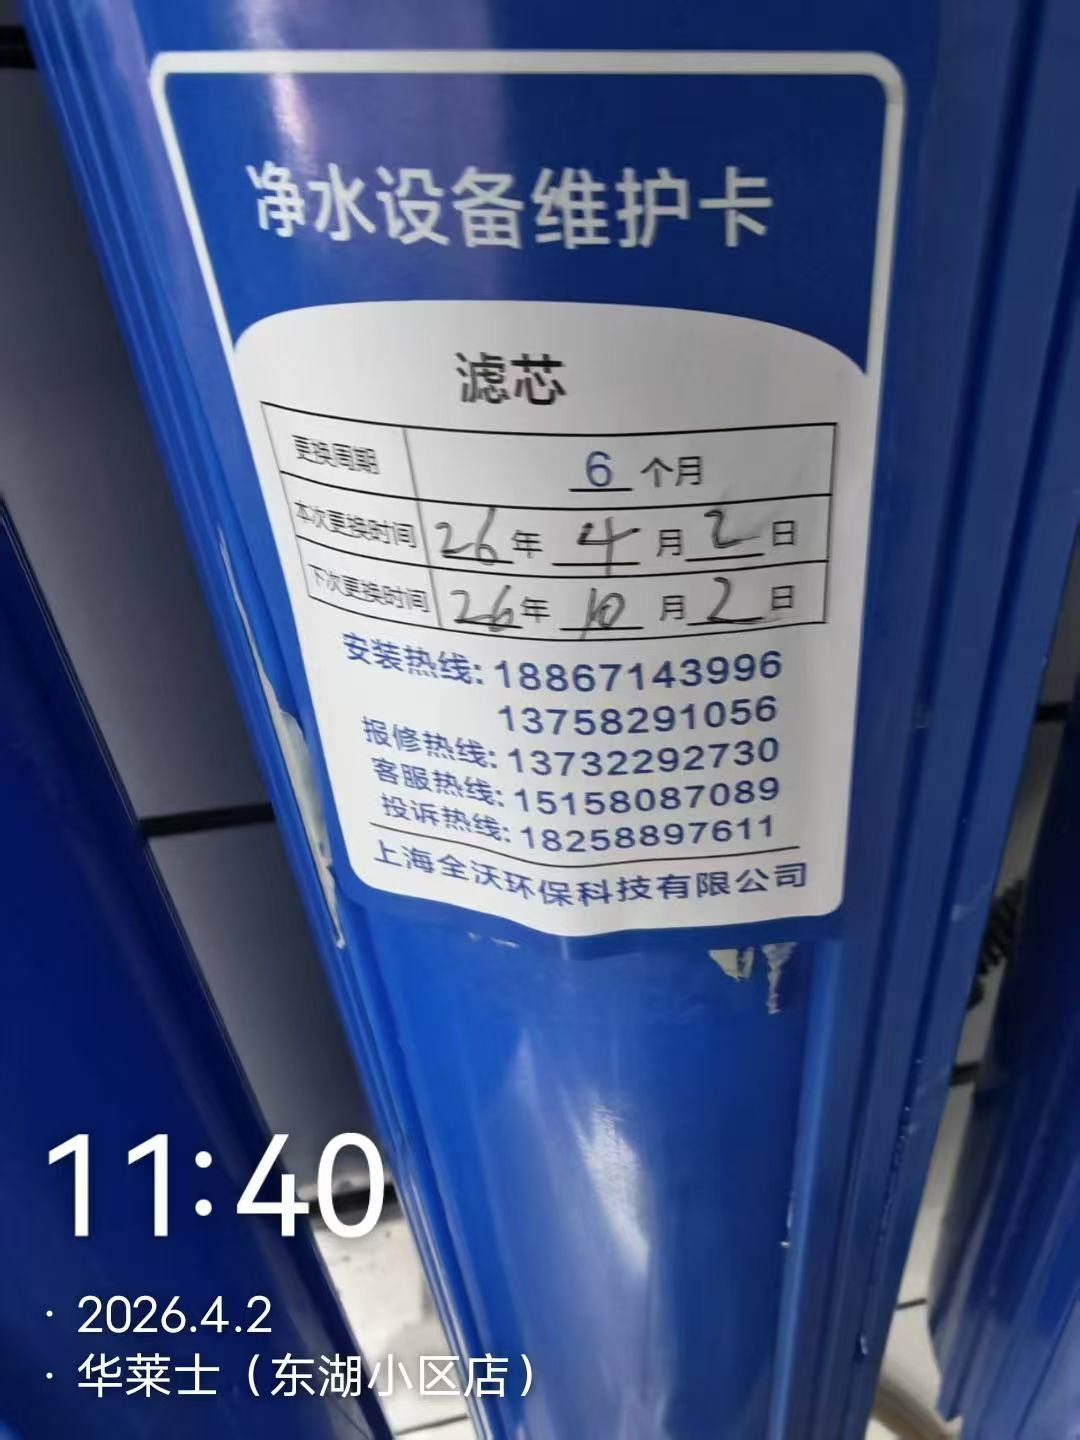 净水设备维护卡
滤芯
更换周期 6 个月
本次更换时间 26年 4 月 2 日
下次更换时间 26年 10 月 2 日
安装热线: 18867143996
13758291056
报修热线: 13732292730
客服热线: 15158087089
投诉热线: 18258897611
上海全沃环保科技有限公司
11:40
· 2026.4.2
· 华莱士（东湖小区店）